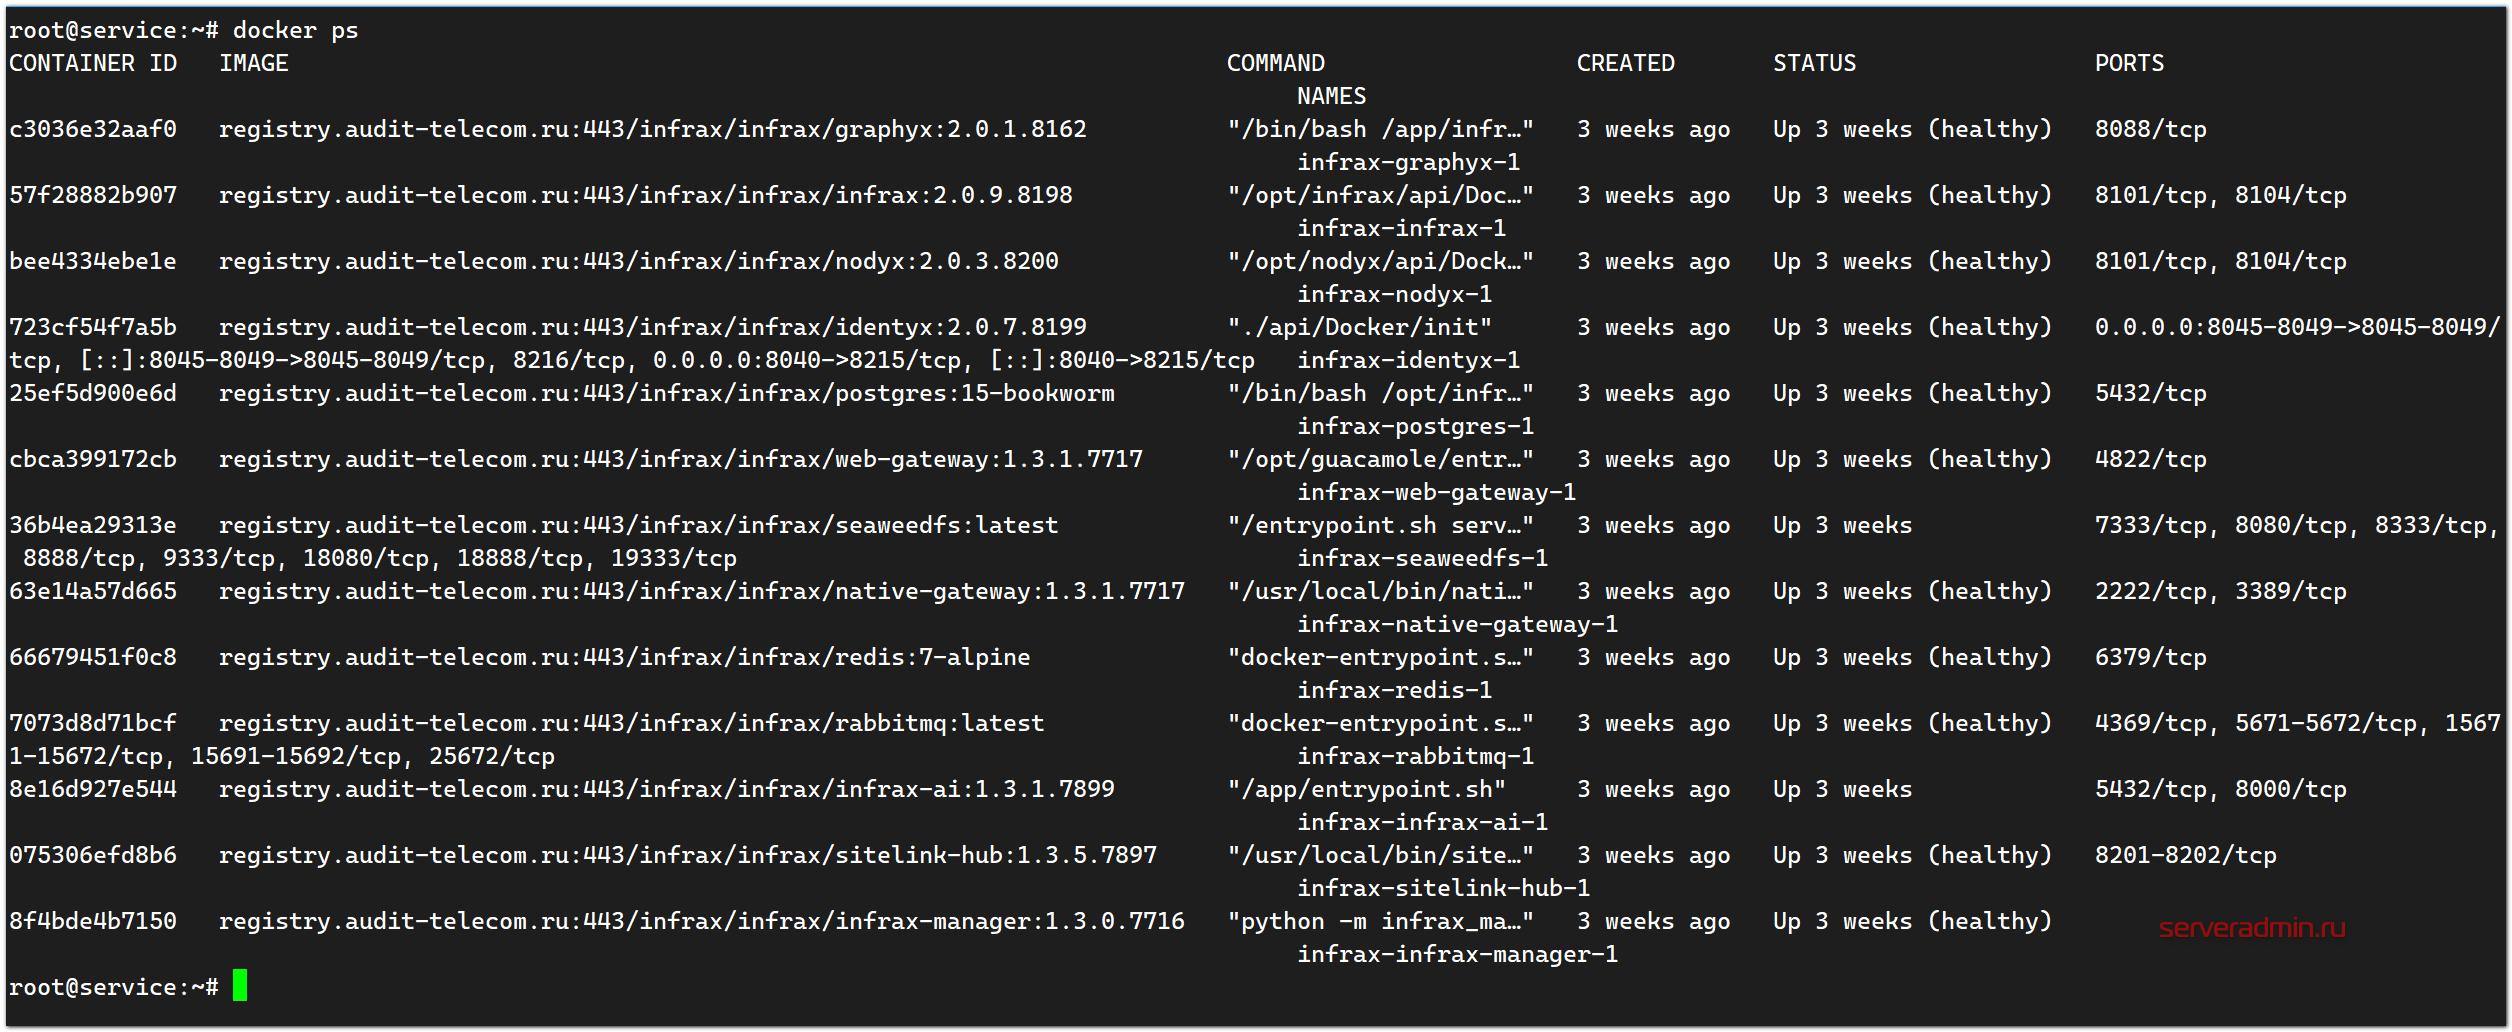 root@service:~# docker ps
CONTAINER ID   IMAGE                                                                  COMMAND                  CREATED       STATUS                 PORTS
NAMES
c3036e32aaf0   registry.audit-telecom.ru:443/infrax/infrax/graphyx:2.0.1.8162          "/bin/bash /app/infr…"   3 weeks ago   Up 3 weeks (healthy)   8088/tcp
infrax-graphyx-1
57f28882b907   registry.audit-telecom.ru:443/infrax/infrax/infrax:2.0.9.8198           "/opt/infrax/api/Doc…"   3 weeks ago   Up 3 weeks (healthy)   8101/tcp, 8104/tcp
infrax-infrax-1
bee4334ebe1e   registry.audit-telecom.ru:443/infrax/infrax/nodyx:2.0.3.8200            "/opt/nodyx/api/Dock…"   3 weeks ago   Up 3 weeks (healthy)   8101/tcp, 8104/tcp
infrax-nodyx-1
723cf54f7a5b   registry.audit-telecom.ru:443/infrax/infrax/identyx:2.0.7.8199          "./api/Docker/init"      3 weeks ago   Up 3 weeks (healthy)   0.0.0.0:8045-8049->8045-8049/
tcp, [::]:8045-8049->8045-8049/tcp, 8216/tcp, 0.0.0.0:8040->8215/tcp, [::]:8040->8215/tcp   infrax-identyx-1
25ef5d900e6d   registry.audit-telecom.ru:443/infrax/infrax/postgres:15-bookworm        "/bin/bash /opt/infr…"   3 weeks ago   Up 3 weeks (healthy)   5432/tcp
infrax-postgres-1
cbca399172cb   registry.audit-telecom.ru:443/infrax/infrax/web-gateway:1.3.1.7717      "/opt/guacamole/entr…"   3 weeks ago   Up 3 weeks (healthy)   4822/tcp
infrax-web-gateway-1
36b4ea29313e   registry.audit-telecom.ru:443/infrax/infrax/seaweedfs:latest            "/entrypoint.sh serv…"   3 weeks ago   Up 3 weeks             7333/tcp, 8080/tcp, 8333/tcp,
8888/tcp, 9333/tcp, 18080/tcp, 18888/tcp, 19333/tcp   infrax-seaweedfs-1
63e14a57d665   registry.audit-telecom.ru:443/infrax/infrax/native-gateway:1.3.1.7717   "/usr/local/bin/nati…"   3 weeks ago   Up 3 weeks (healthy)   2222/tcp, 3389/tcp
infrax-native-gateway-1
66679451f0c8   registry.audit-telecom.ru:443/infrax/infrax/redis:7-alpine              "docker-entrypoint.s…"   3 weeks ago   Up 3 weeks (healthy)   6379/tcp
infrax-redis-1
7073d8d71bcf   registry.audit-telecom.ru:443/infrax/infrax/rabbitmq:latest             "docker-entrypoint.s…"   3 weeks ago   Up 3 weeks (healthy)   4369/tcp, 5671-5672/tcp, 1567
1-15672/tcp, 15691-15692/tcp, 25672/tcp   infrax-rabbitmq-1
8e16d927e544   registry.audit-telecom.ru:443/infrax/infrax/infrax-ai:1.3.1.7899        "/app/entrypoint.sh"     3 weeks ago   Up 3 weeks             5432/tcp, 8000/tcp
infrax-infrax-ai-1
075306efd8b6   registry.audit-telecom.ru:443/infrax/infrax/sitelink-hub:1.3.5.7897     "/usr/local/bin/site…"   3 weeks ago   Up 3 weeks (healthy)   8201-8202/tcp
infrax-sitelink-hub-1
8f4bde4b7150   registry.audit-telecom.ru:443/infrax/infrax/infrax-manager:1.3.0.7716   "python -m infrax_ma…"   3 weeks ago   Up 3 weeks (healthy)
serveradmin.ru
infrax-infrax-manager-1
root@service:~#